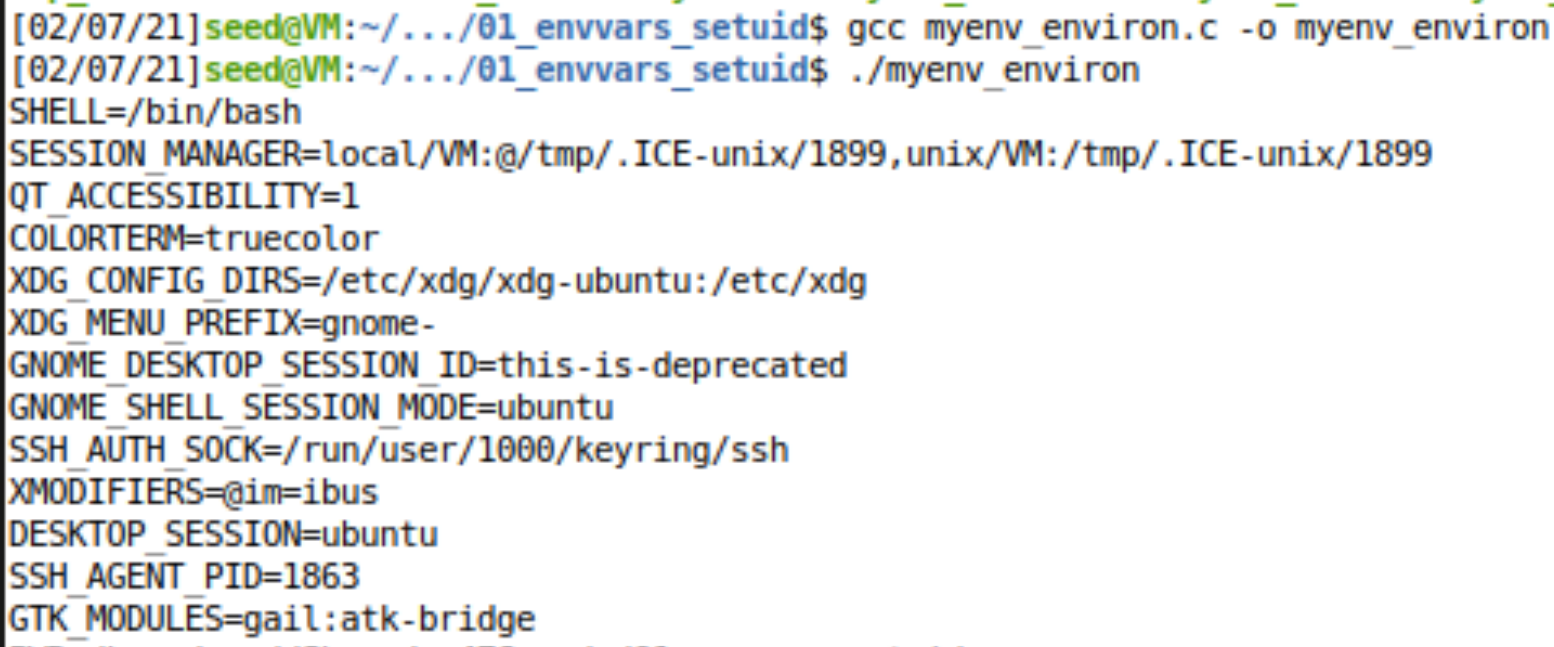 [02/07/21]seed@VM:~/.../01_envvars_setuid$ gcc myenv_environ.c -o myenv_environ
[02/07/21]seed@VM:~/.../01_envvars_setuid$ ./myenv_environ
SHELL=/bin/bash
SESSION_MANAGER=local/VM:@/tmp/.ICE-unix/1899,unix/VM:/tmp/.ICE-unix/1899
QT_ACCESSIBILITY=1
COLORTERM=truecolor
XDG_CONFIG_DIRS=/etc/xdg/xdg-ubuntu:/etc/xdg
XDG_MENU_PREFIX=gnome-
GNOME_DESKTOP_SESSION_ID=this-is-deprecated
GNOME_SHELL_SESSION_MODE=ubuntu
SSH_AUTH_SOCK=/run/user/1000/keyring/ssh
XMODIFIERS=@im=ibus
DESKTOP_SESSION=ubuntu
SSH_AGENT_PID=1863
GTK_MODULES=gail:atk-bridge